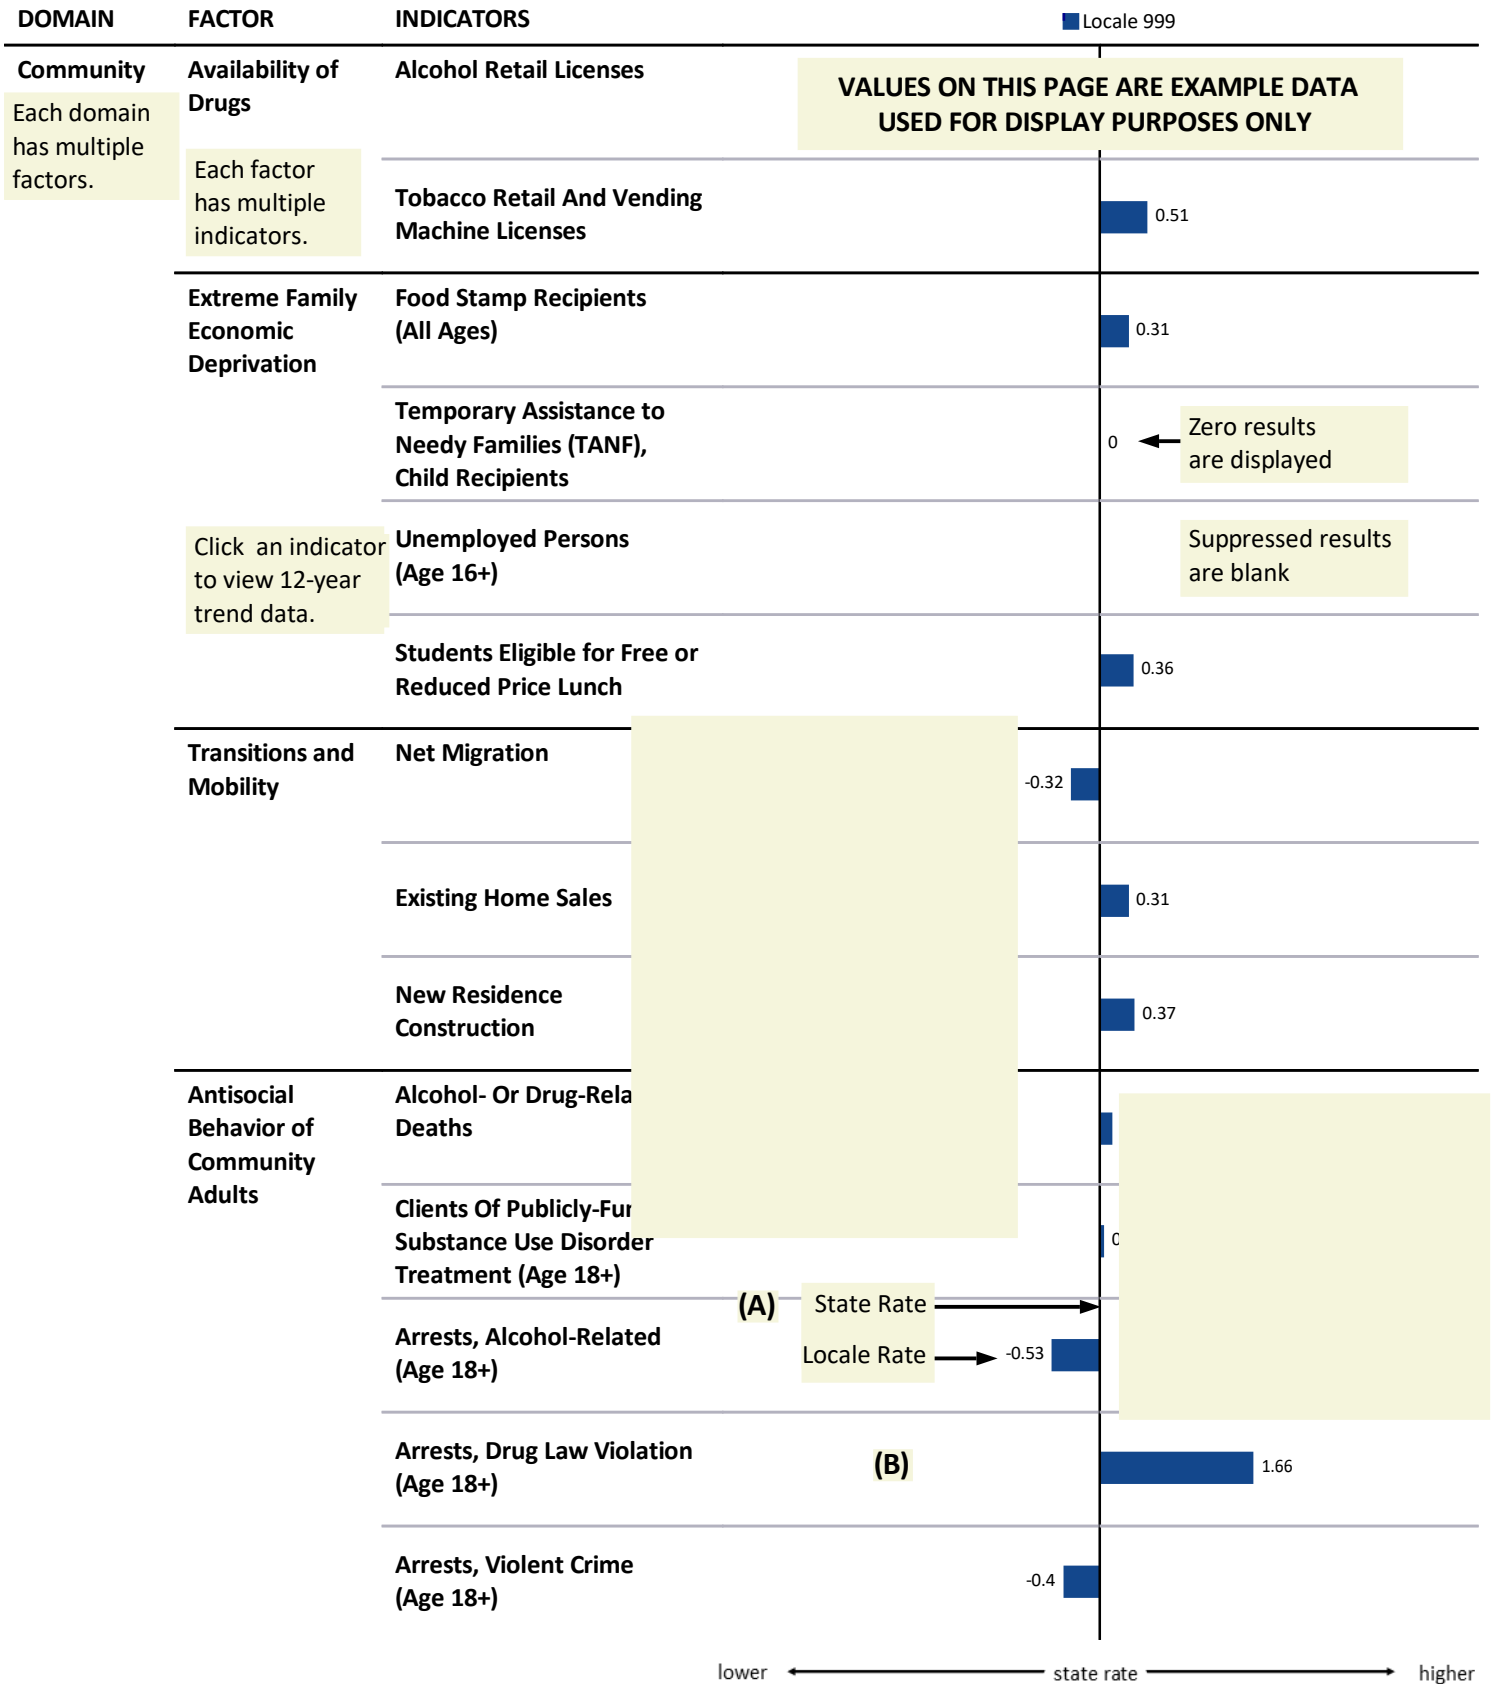 DOMAIN FACTOR INDICATORS
Locale 999
Community
Each domain
has multiple
factors.
Availability of
Drugs
Each factor
has multiple
indicators.
Alcohol Retail Licenses
VALUES ON THIS PAGE ARE EXAMPLE DATA
USED FOR DISPLAY PURPOSES ONLY
Tobacco Retail And Vending
Machine Licenses
0.51
Extreme Family
Economic
Deprivation
Food Stamp Recipients
(All Ages)
0.31
Temporary Assistance to
Needy Families (TANF),
Child Recipients
0
Zero results
are displayed
Click an indicator
to view 12-year
trend data.
Unemployed Persons
(Age 16+)
Suppressed results
are blank
Students Eligible for Free or
Reduced Price Lunch
0.36
Transitions and
Mobility
Net Migration
-0.32
Existing Home Sales
0.31
New Residence
Construction
0.37
Antisocial
Behavior of
Community
Adults
Alcohol- Or Drug-Rela
Deaths
Clients Of Publicly-Fu
Substance Use Disorder
Treatment (Age 18+)
(A)
State Rate
Arrests, Alcohol-Related
(Age 18+)
Locale Rate
-0.53
Arrests, Drug Law Violation
(Age 18+)
(B)
1.66
Arrests, Violent Crime
(Age 18+)
-0.4
lower state rate higher